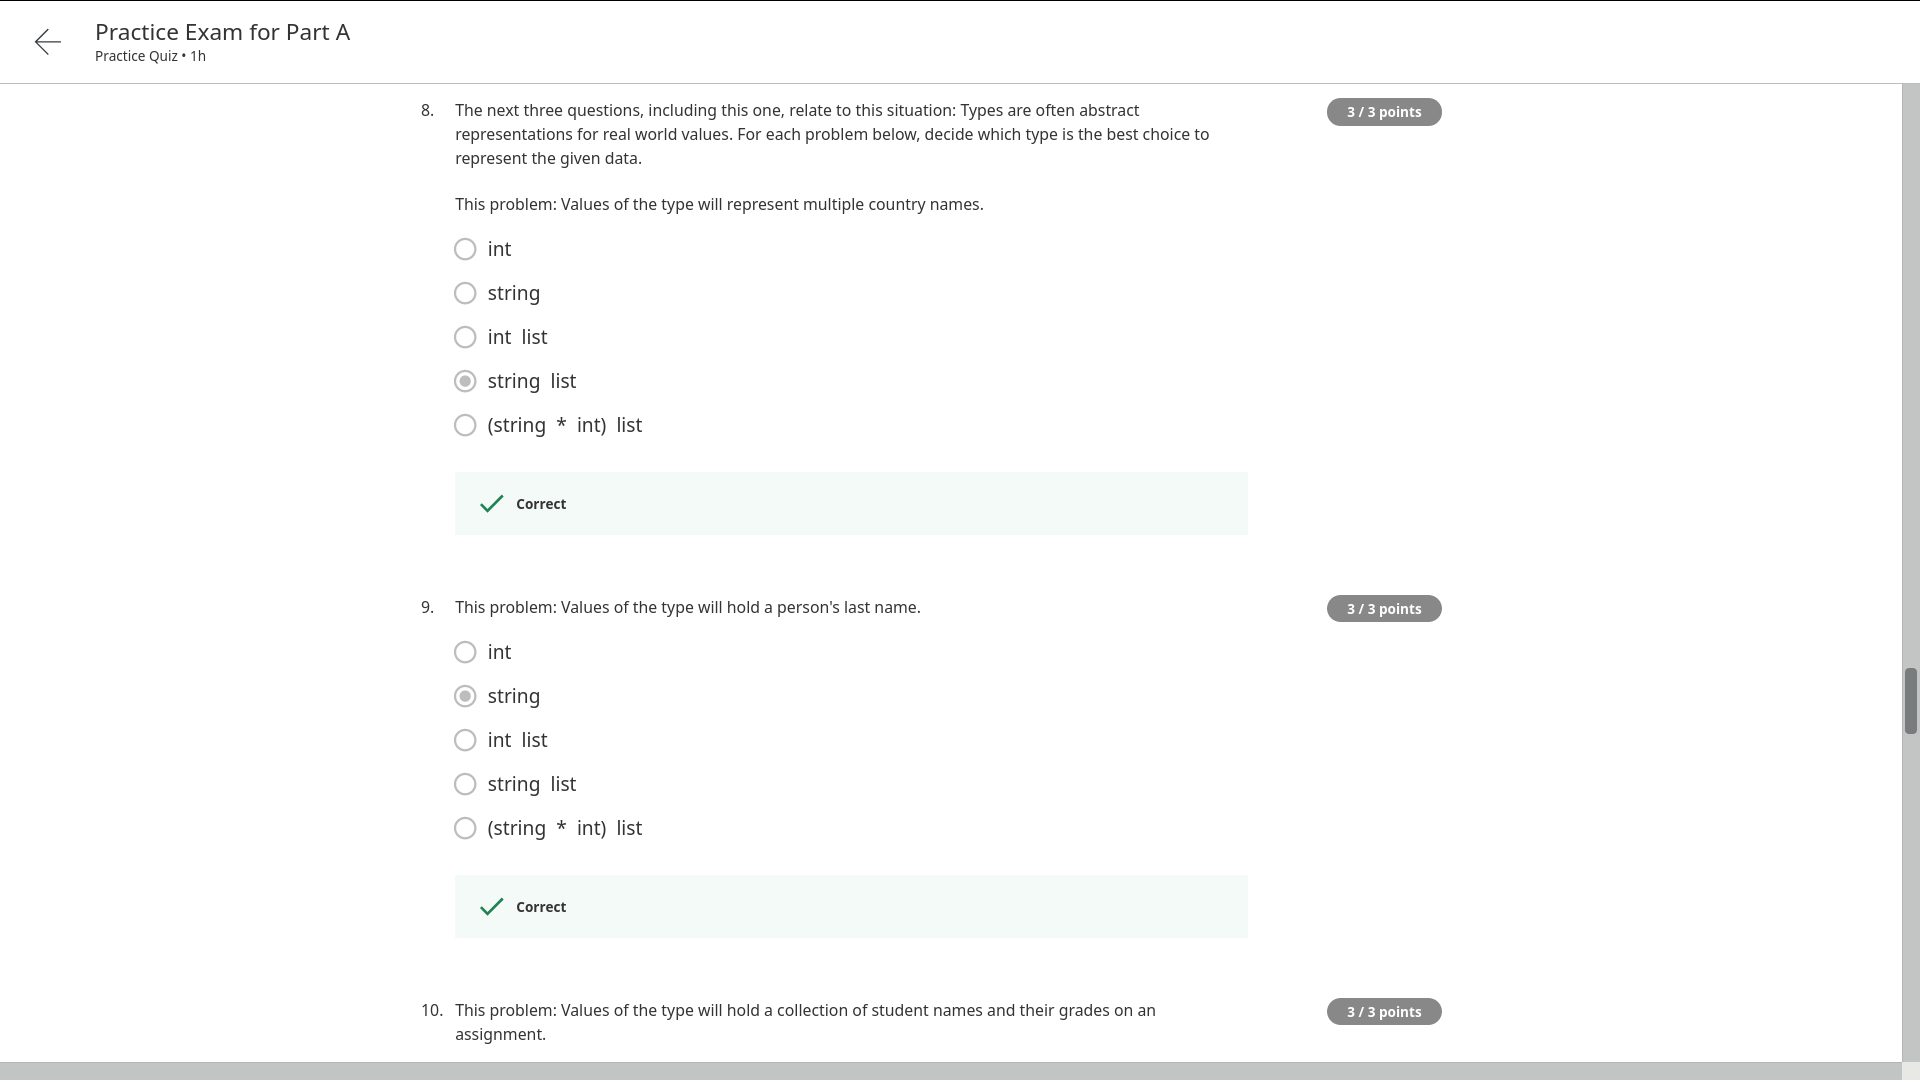 Practice Exam for Part A
Practice Quiz • 1h
8. The next three questions, including this one, relate to this situation: Types are often abstract
representations for real world values. For each problem below, decide which type is the best choice to
represent the given data.
3 / 3 points
This problem: Values of the type will represent multiple country names.
int
string
int list
string list
(string * int) list
Correct
9. This problem: Values of the type will hold a person's last name.
3 / 3 points
int
string
int list
string list
(string * int) list
Correct
10. This problem: Values of the type will hold a collection of student names and their grades on an
assignment.
3 / 3 points